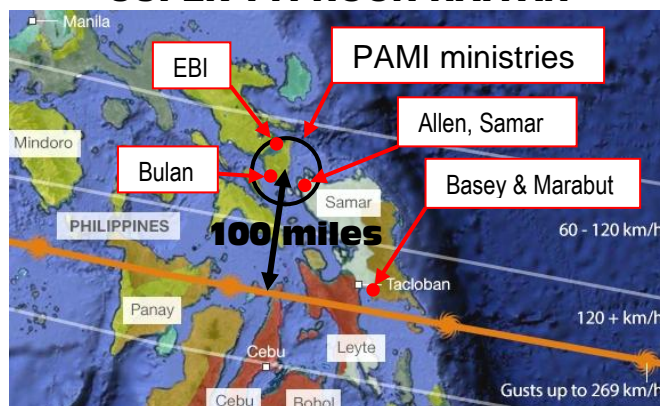 Manila
EBI
PAMI ministries
Allen, Samar
Mindoro
Bulan
Basey & Marabut
Samar
PHILIPPINES
100 miles
60 - 120 km/h
Tacloban
Panay
120 + km/h
Leyte
Cebu
Gusts up to 269 km/h
Cebu
Bohol